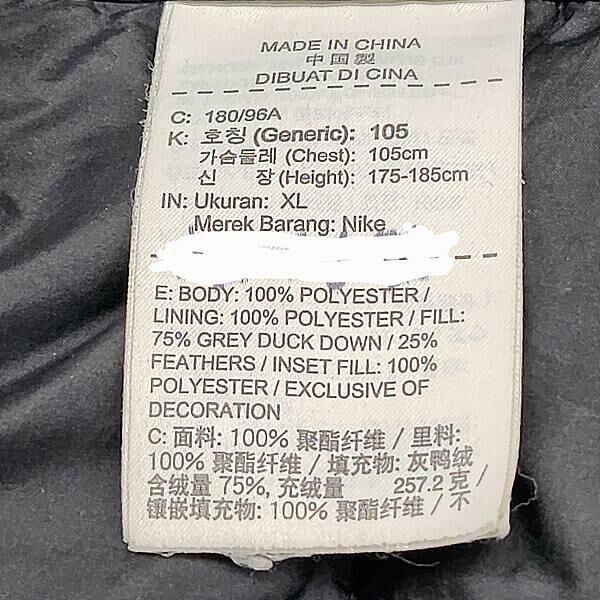 MADE IN CHINA
中国製
DIBUAT DI CINA
C: 180/96A
K: 호칭 (Generic): 105
가슴둘레 (Chest): 105cm
신 장 (Height): 175-185cm
IN: Ukuran: XL
Merek Barang: Nike
E: BODY: 100% POLYESTER /
LINING: 100% POLYESTER / FILL:
75% GREY DUCK DOWN / 25%
FEATHERS / INSET FILL: 100%
POLYESTER / EXCLUSIVE OF
DECORATION
C: 面料: 100% 聚酯纤维 / 里料:
100% 聚酯纤维 / 填充物: 灰鸭绒
含绒量 75%, 充绒量 257.2 克 /
镶嵌填充物: 100% 聚酯纤维 / 不